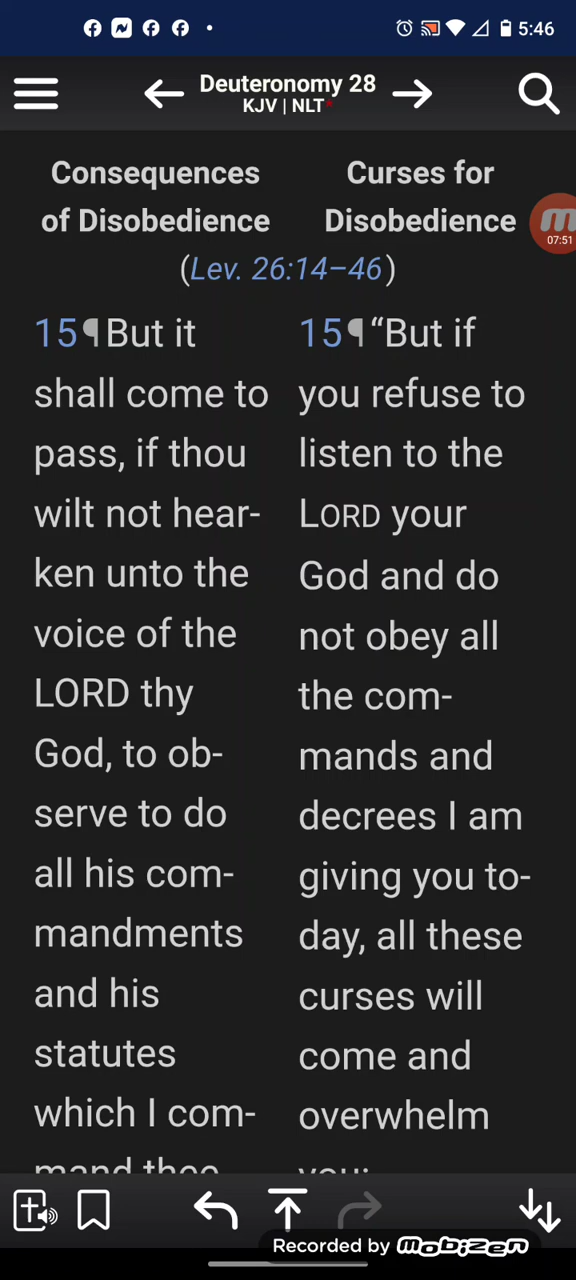 5:46
Deuteronomy 28
KJV | NLT*
Consequences
of Disobedience
Curses for
Disobedience
(Lev. 26:14–46)
07:51
15 ¶ But it
shall come to
pass, if thou
wilt not hear-
ken unto the
voice of the
LORD thy
God, to ob-
serve to do
all his com-
mandments
and his
statutes
which I com-
mand thee
15 ¶ “But if
you refuse to
listen to the
LORD your
God and do
not obey all
the com-
mands and
decrees I am
giving you to-
day, all these
curses will
come and
overwhelm
you:
Recorded by mobizen